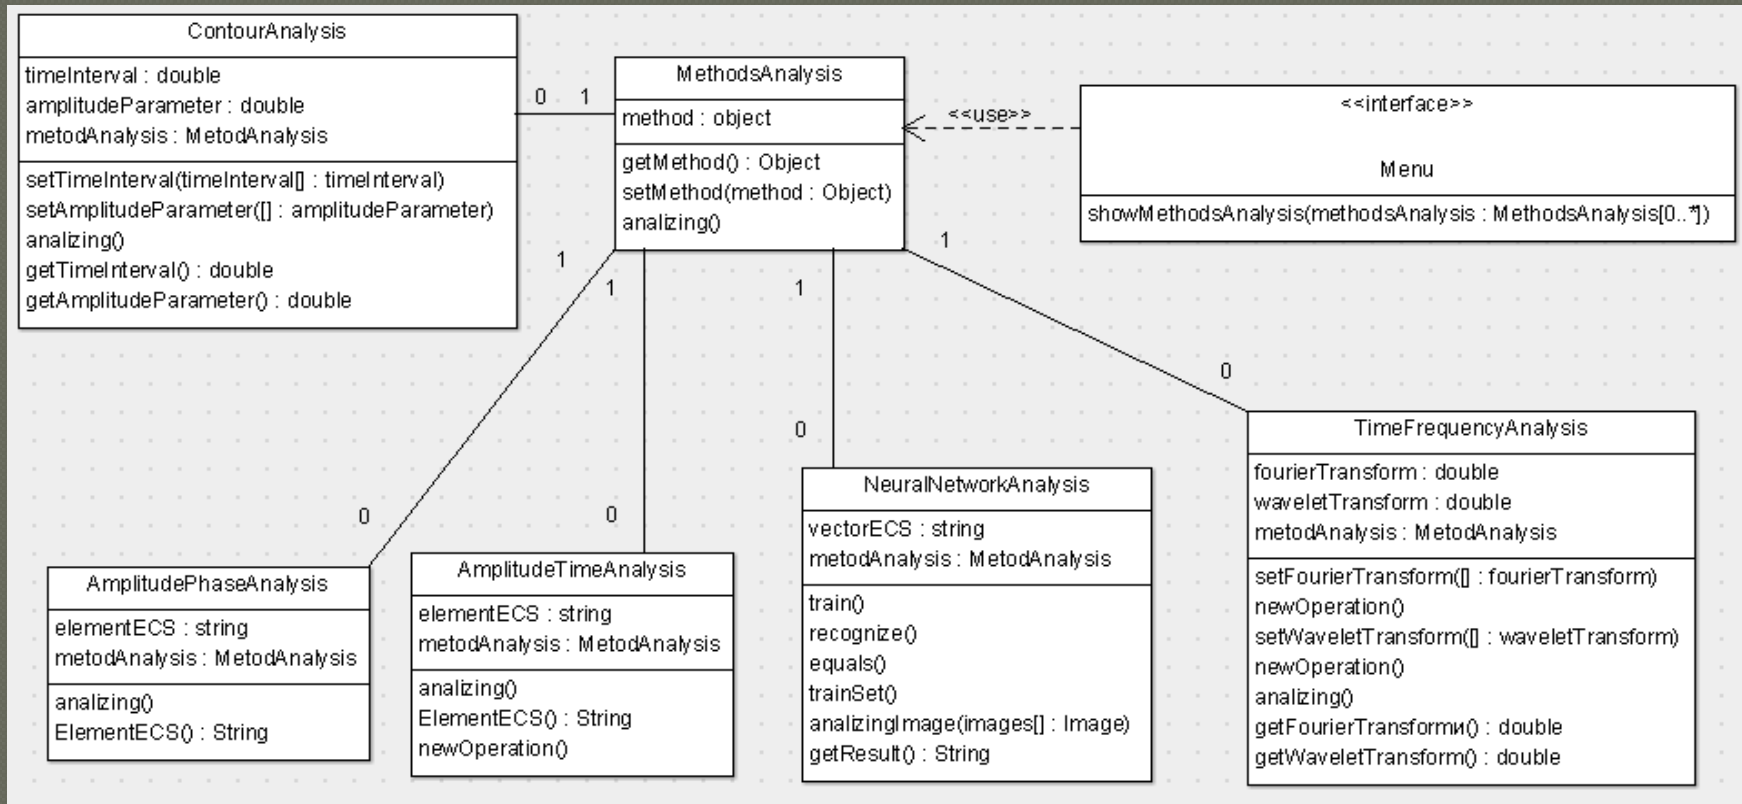 ContourAnalysis
timeInterval : double
amplitudeParameter : double
metodAnalysis : MetodAnalysis
setTimeInterval(timeInterval[] : timeInterval)
setAmplitudeParameter([] : amplitudeParameter)
analizing()
getTimeInterval() : double
getAmplitudeParameter() : double
0 1
MethodsAnalysis
method : object
getMethod() : Object
setMethod(method : Object)
analizing()
<<use>>
<<interface>>
Menu
showMethodsAnalysis(methodsAnalysis : MethodsAnalysis[0..*])
1
1
1
1
0
0
0
0
AmplitudePhaseAnalysis
elementECS : string
metodAnalysis : MetodAnalysis
analizing()
ElementECS() : String
AmplitudeTimeAnalysis
elementECS : string
metodAnalysis : MetodAnalysis
analizing()
ElementECS() : String
newOperation()
NeuralNetworkAnalysis
vectorECS : string
metodAnalysis : MetodAnalysis
train()
recognize()
equals()
trainSet()
analizingImage(images[] : Image)
getResult() : String
TimeFrequencyAnalysis
fourierTransform : double
waveletTransform : double
metodAnalysis : MetodAnalysis
setFourierTransform([] : fourierTransform)
newOperation()
setWaveletTransform([] : waveletTransform)
newOperation()
analizing()
getFourierTransformи() : double
getWaveletTransform() : double